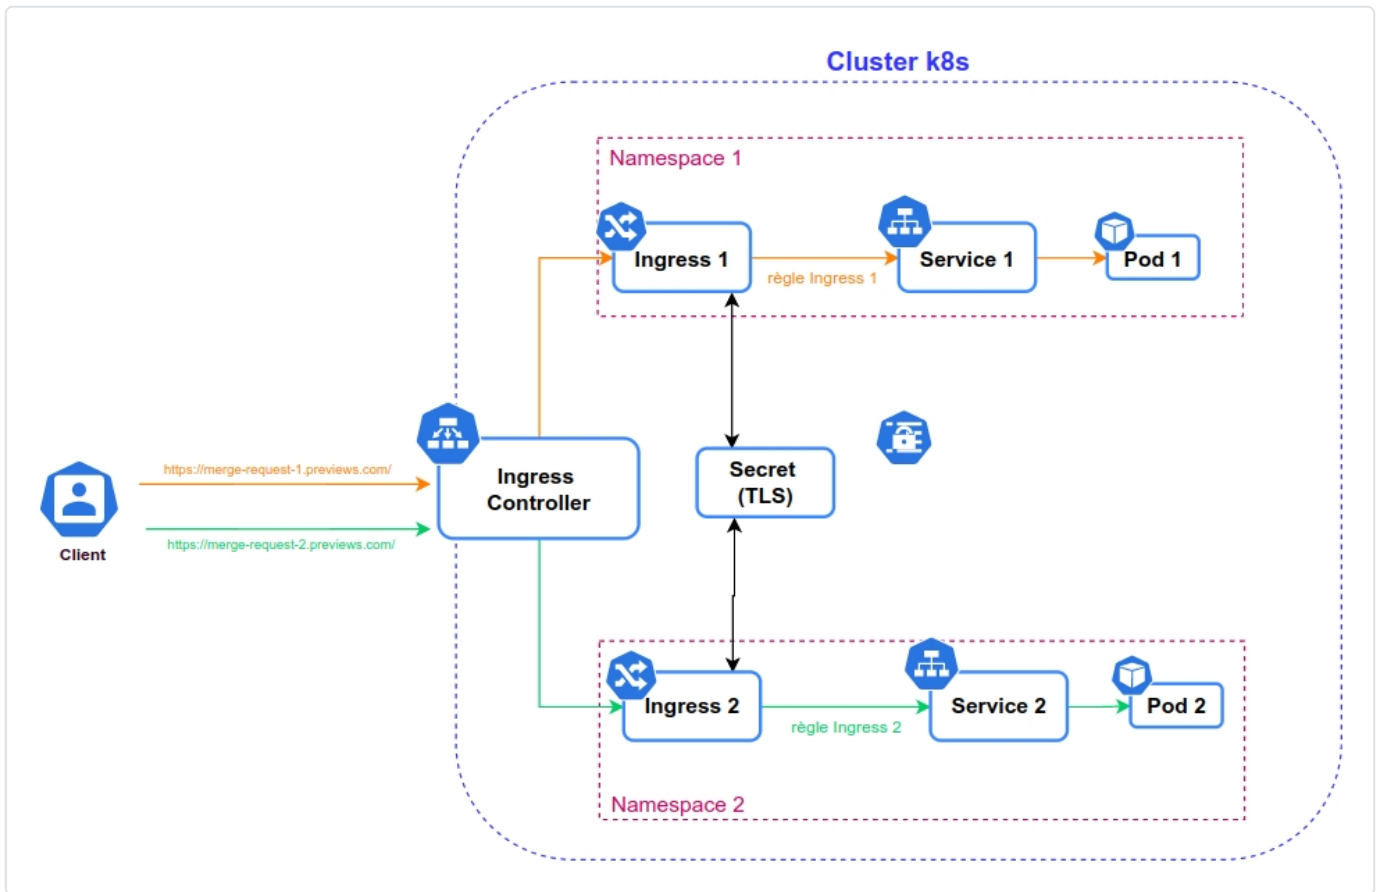 Cluster k8s
Namespace 1
Ingress 1
règle Ingress 1
Service 1
Pod 1
https://merge-request-1.previews.com/
Ingress
Controller
Secret
(TLS)
https://merge-request-2.previews.com/
Client
Ingress 2
règle Ingress 2
Service 2
Pod 2
Namespace 2